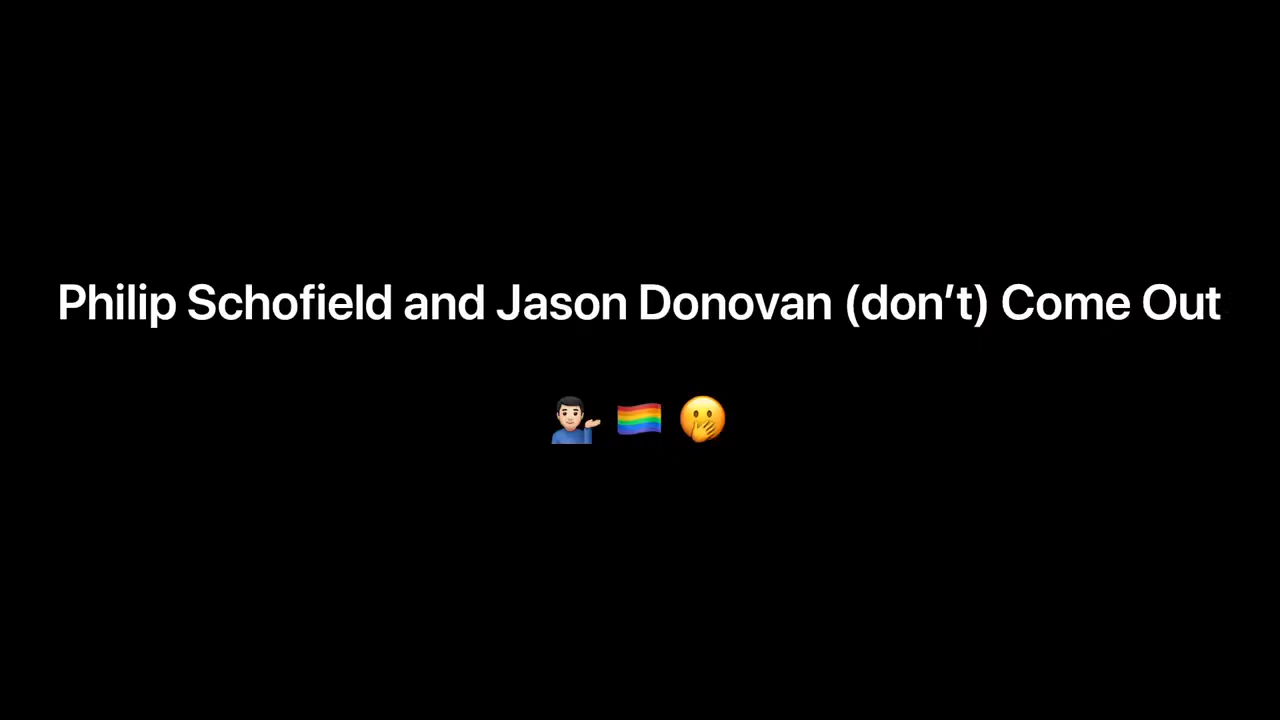 Philip Schofield and Jason Donovan (don’t) Come Out
💁🏻‍♂️ 🏳️‍🌈 🫢